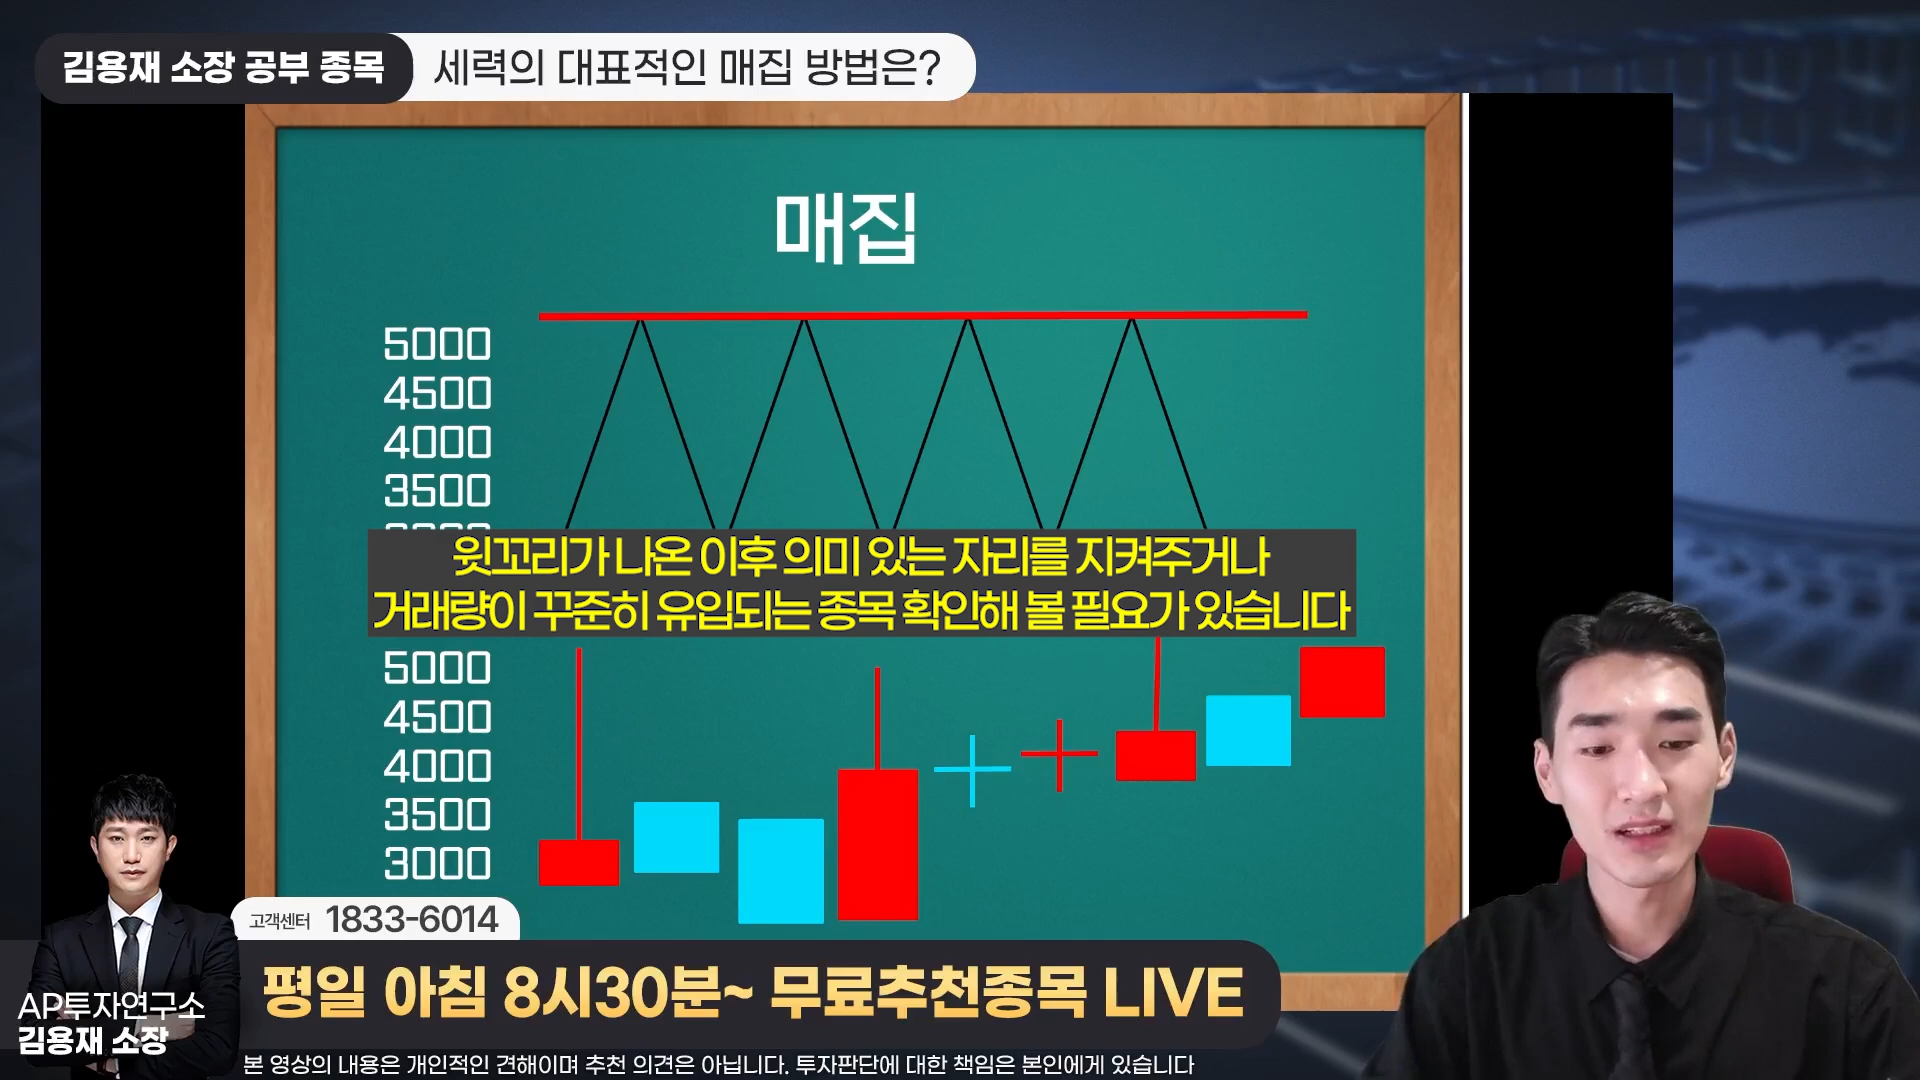 김용재 소장 공부 종목
세력의 대표적인 매집 방법은?
매집
5000
4500
4000
3500
윗꼬리가 나온 이후 의미 있는 자리를 지켜주거나
거래량이 꾸준히 유입되는 종목 확인해 볼 필요가 있습니다
5000
4500
4000
3500
3000
고객센터 1833-6014
평일 아침 8시30분~ 무료추천종목 LIVE
AP투자연구소
김용재 소장
본 영상의 내용은 개인적인 견해이며 추천 의견은 아닙니다. 투자판단에 대한 책임은 본인에게 있습니다